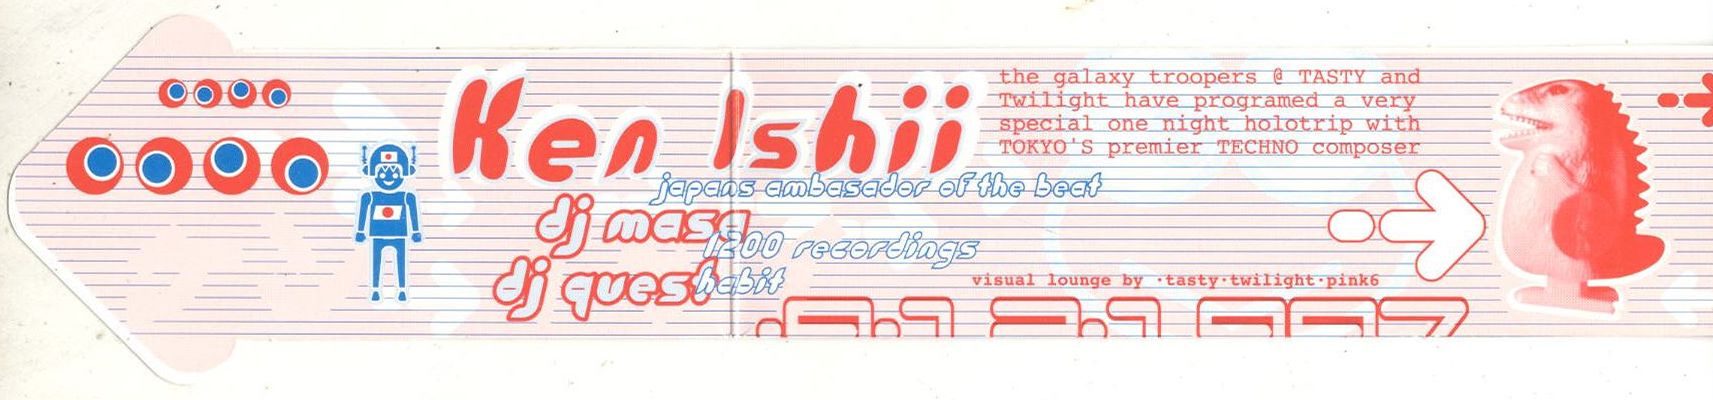 Ken Ishii
japans ambasador of the beat
dj masa
1200 recordings
dj quest
habit
the galaxy troopers @ TASTY and
Twilight have programed a very
special one night holotrip with
TOKYO'S premier TECHNO composer
visual lounge by ·tasty·twilight·pink6